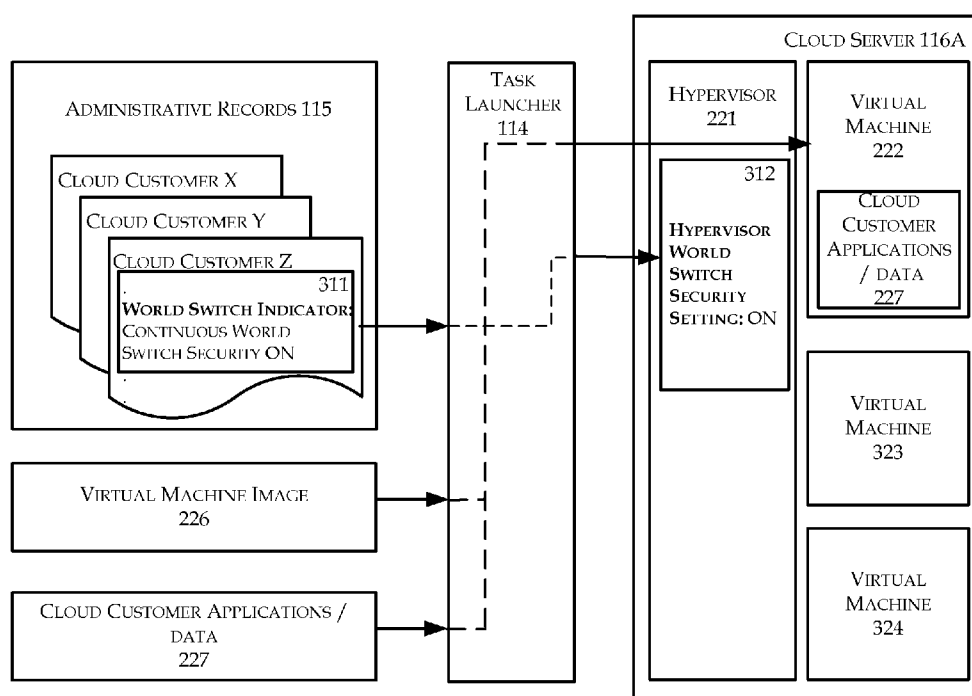 CLOUD SERVER 116A
ADMINISTRATIVE RECORDS 115
CLOUD CUSTOMER X
CLOUD CUSTOMER Y
CLOUD CUSTOMER Z
311
WORLD SWITCH INDICATOR:
CONTINUOUS WORLD
SWITCH SECURITY ON
VIRTUAL MACHINE IMAGE
226
CLOUD CUSTOMER APPLICATIONS /
DATA
227
TASK
LAUNCHER
114
HYPERVISOR
221
312
HYPERVISOR
WORLD
SWITCH
SECURITY
SETTING: ON
VIRTUAL
MACHINE
222
CLOUD
CUSTOMER
APPLICATIONS
/ DATA
227
VIRTUAL
MACHINE
323
VIRTUAL
MACHINE
324